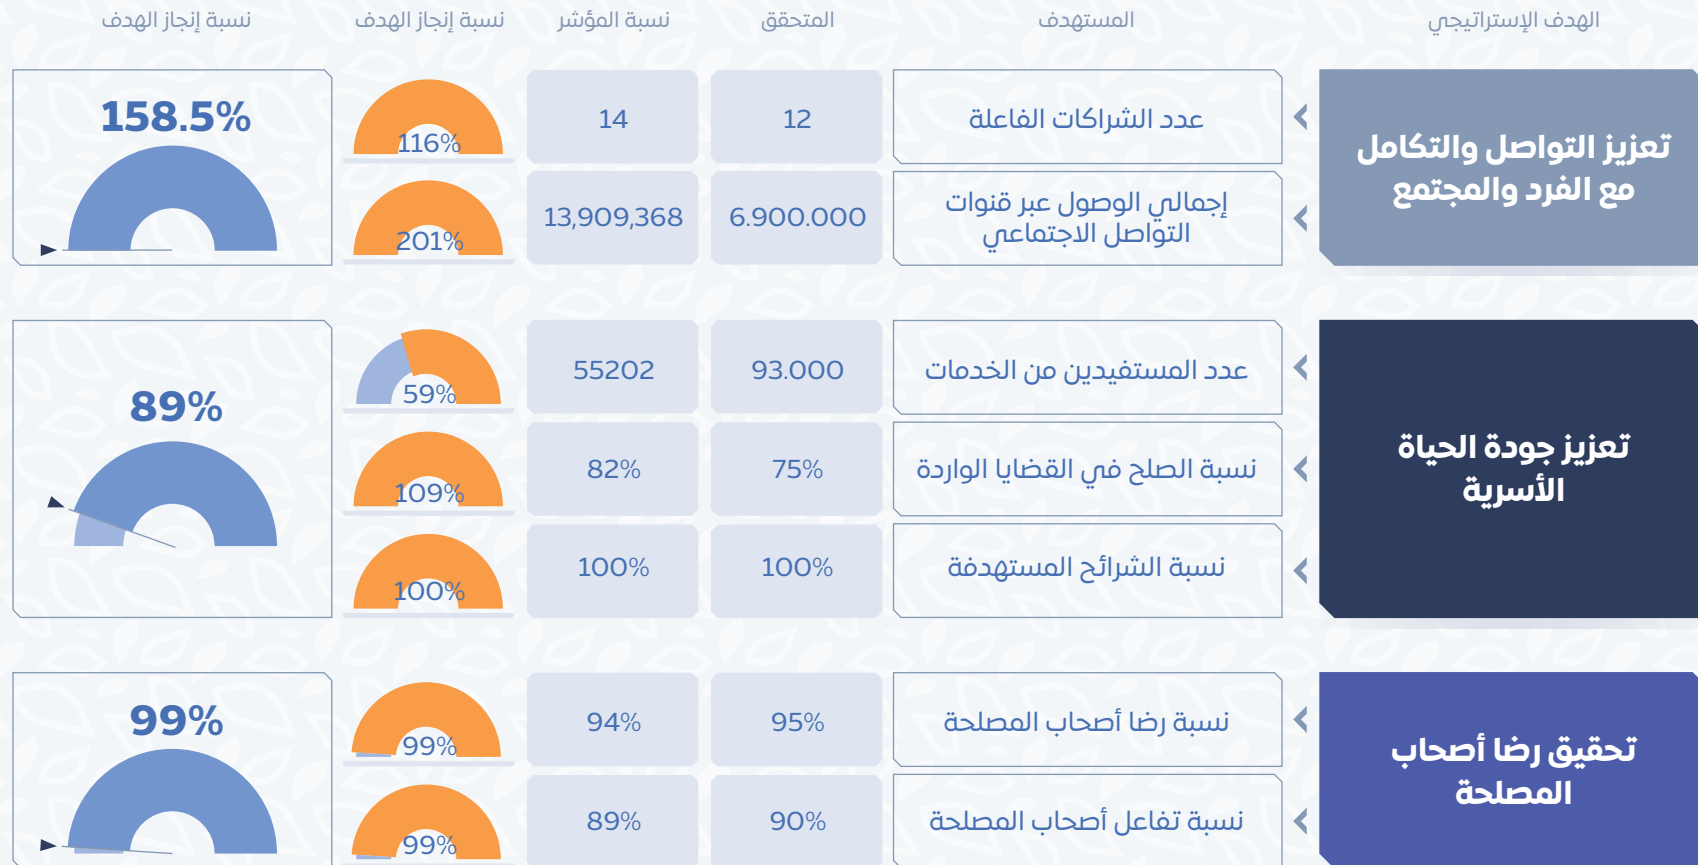 الهدف الإستراتيجي
المستهدف
المتحقق
نسبة المؤشر
نسبة إنجاز الهدف
نسبة إنجاز الهدف
تعزيز التواصل والتكامل
مع الفرد والمجتمع
عدد الشراكات الفاعلة
12
14
116%
إجمالي الوصول عبر قنوات
التواصل الاجتماعي
6.900.000
13,909,368
201%
158.5%
تعزيز جودة الحياة
الأسرية
عدد المستفيدين من الخدمات
93.000
55202
59%
نسبة الصلح في القضايا الواردة
75%
82%
109%
نسبة الشرائح المستهدفة
100%
100%
100%
89%
تحقيق رضا أصحاب
المصلحة
نسبة رضا أصحاب المصلحة
95%
94%
99%
نسبة تفاعل أصحاب المصلحة
90%
89%
99%
99%